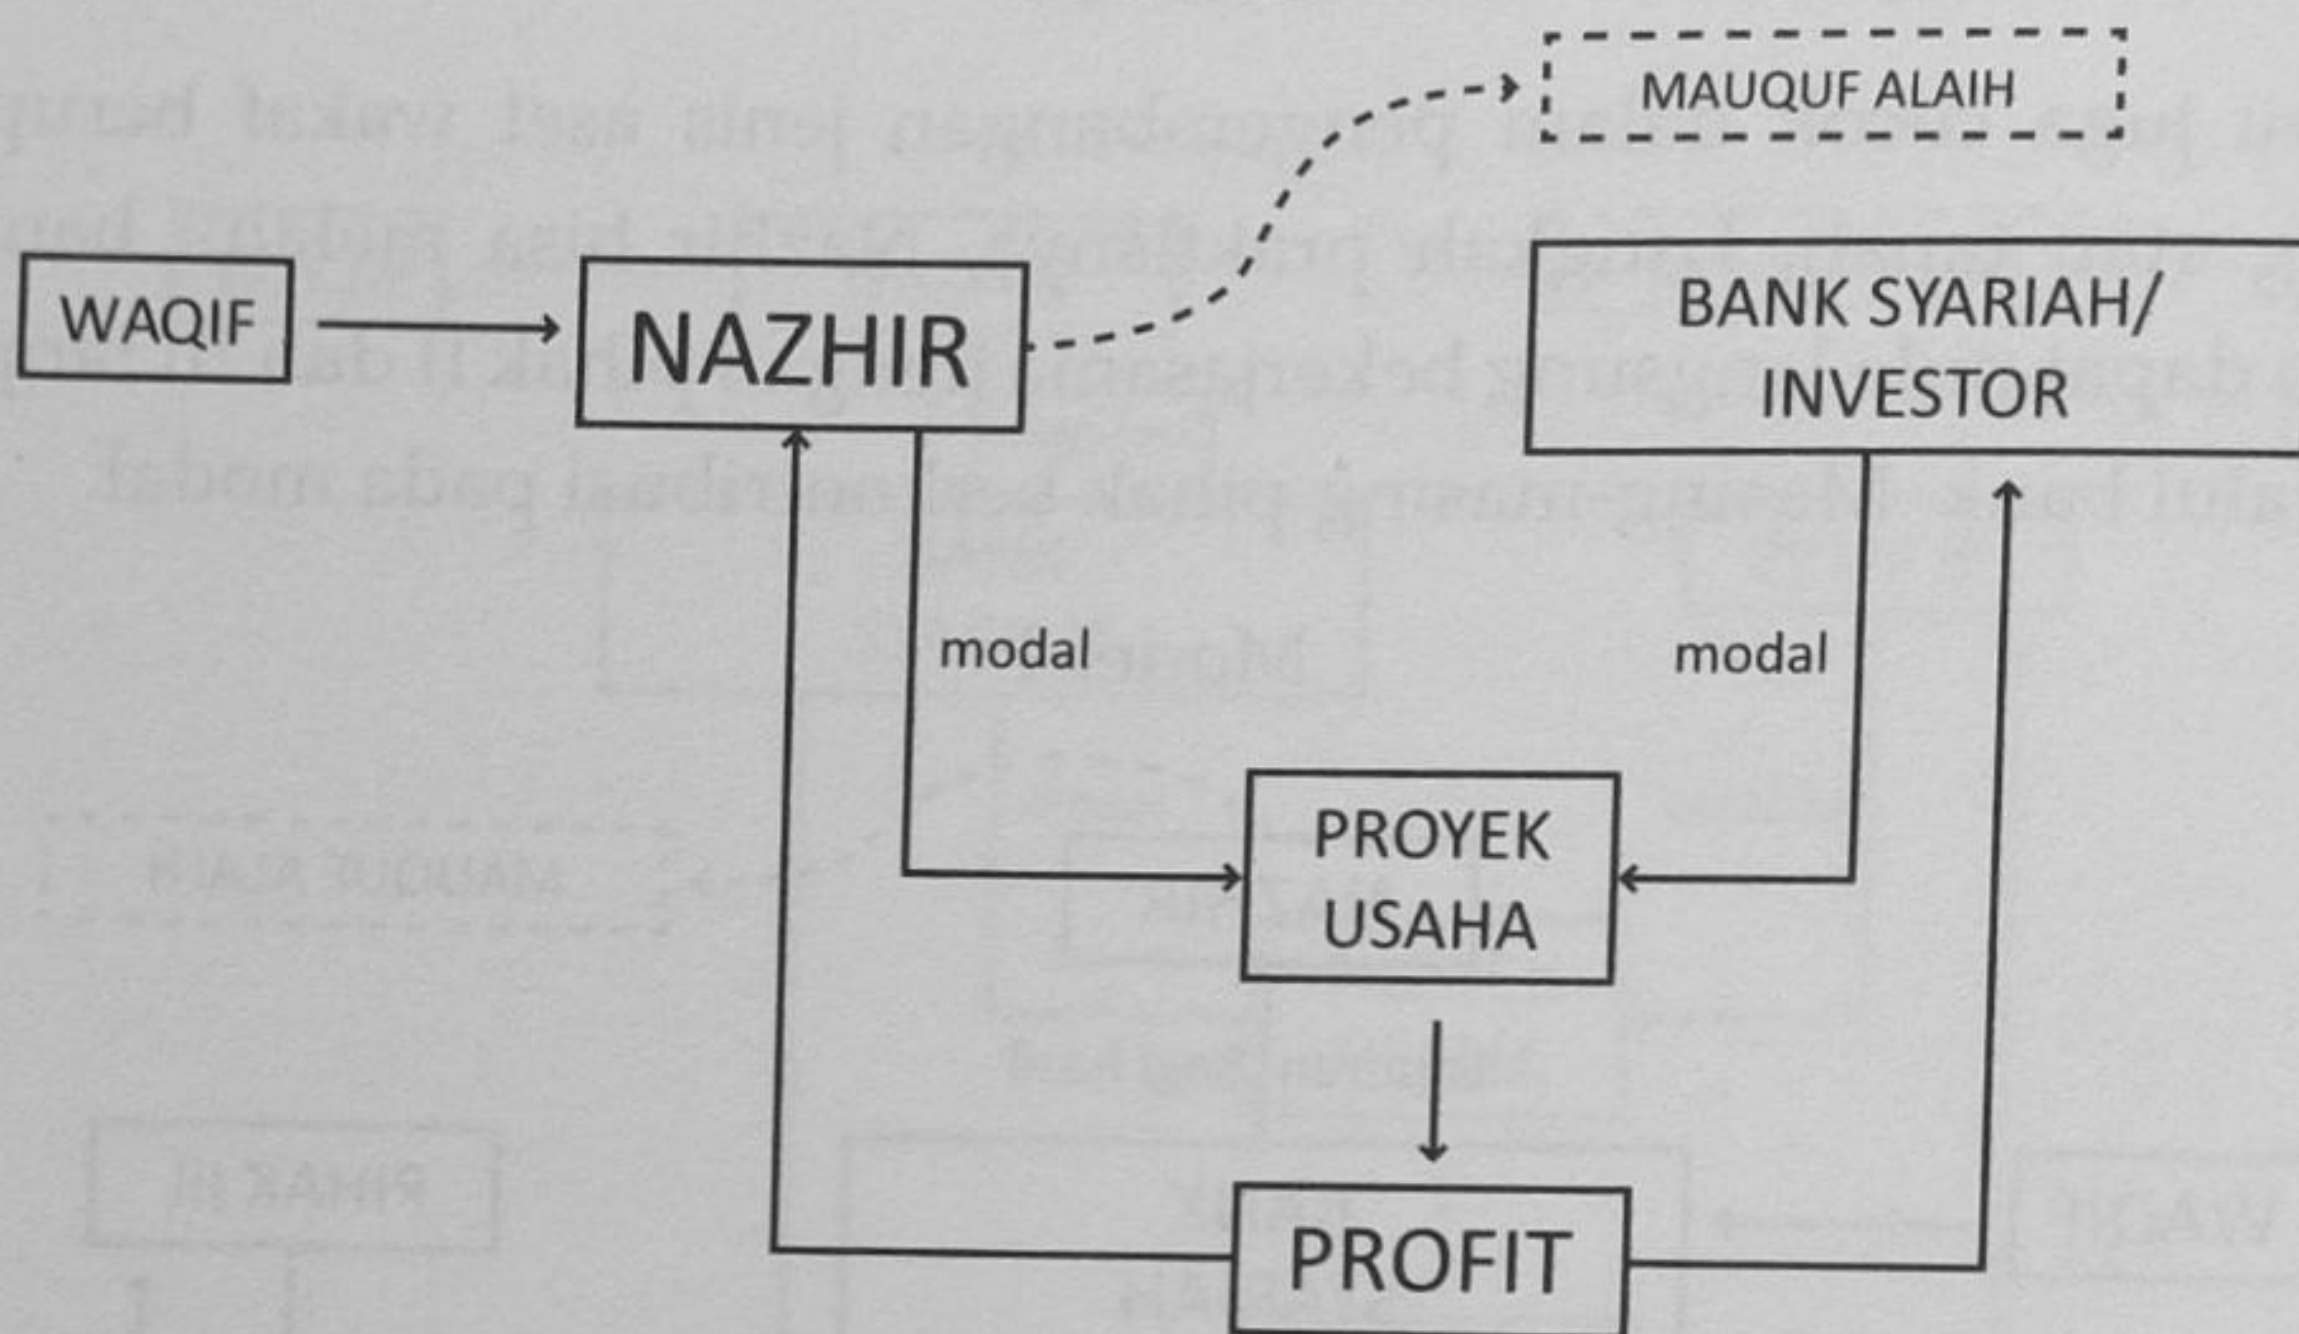 MAUQUF ALAIH
WAQIF
NAZHIR
BANK SYARIAH/
INVESTOR
modal
modal
PROYEK
USAHA
PROFIT